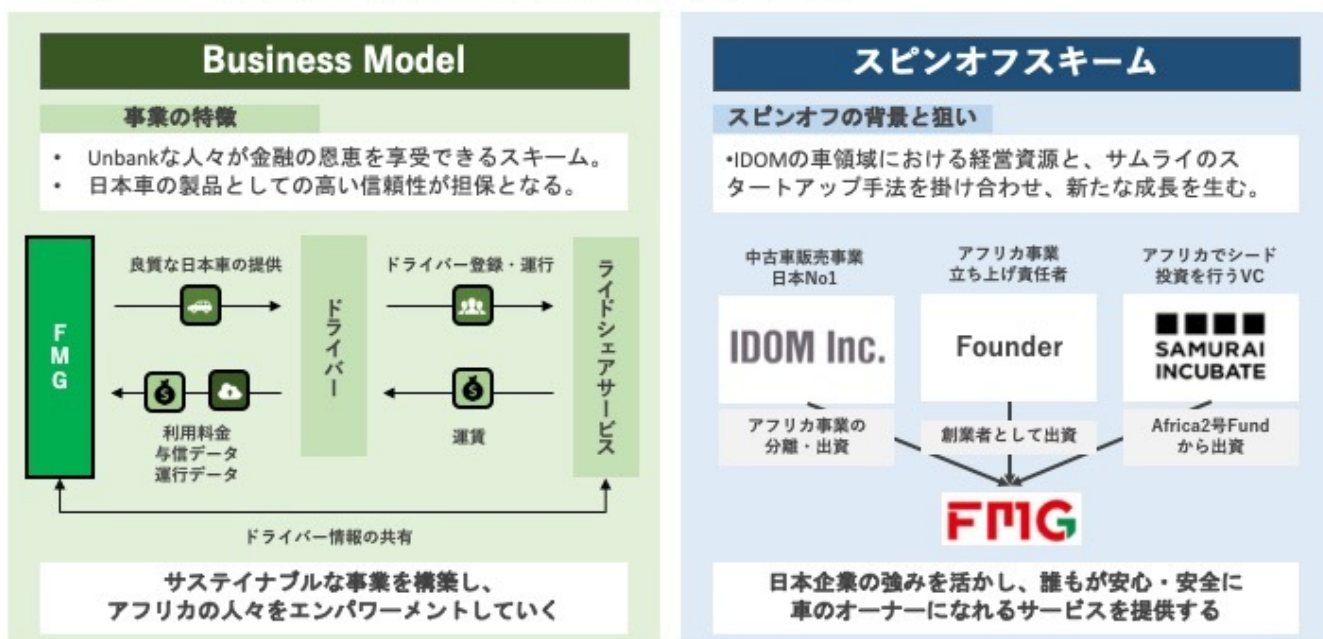 Business Model
事業の特徴
• Unbankな人々が金融の恩恵を享受できるスキーム。
• 日本車の製品としての高い信頼性が担保となる。
FMG
良質な日本車の提供
利用料金
与信データ
運行データ
ドライバー
ドライバー登録・運行
運賃
ライドシェアサービス
ドライバー情報の共有
サステイナブルな事業を構築し、
アフリカの人々をエンパワーメントしていく
スピンオフスキーム
スピンオフの背景と狙い
•IDOMの車領域における経営資源と、サムライのス
タートアップ手法を掛け合わせ、新たな成長を生む。
中古車販売事業
日本No1
IDOM Inc.
アフリカ事業の
分離・出資
アフリカ事業
立ち上げ責任者
Founder
創業者として出資
アフリカでシード
投資を行うVC
SAMURAI
INCUBATE
Africa2号Fund
から出資
FMG
日本企業の強みを活かし、誰もが安心・安全に
車のオーナーになれるサービスを提供する